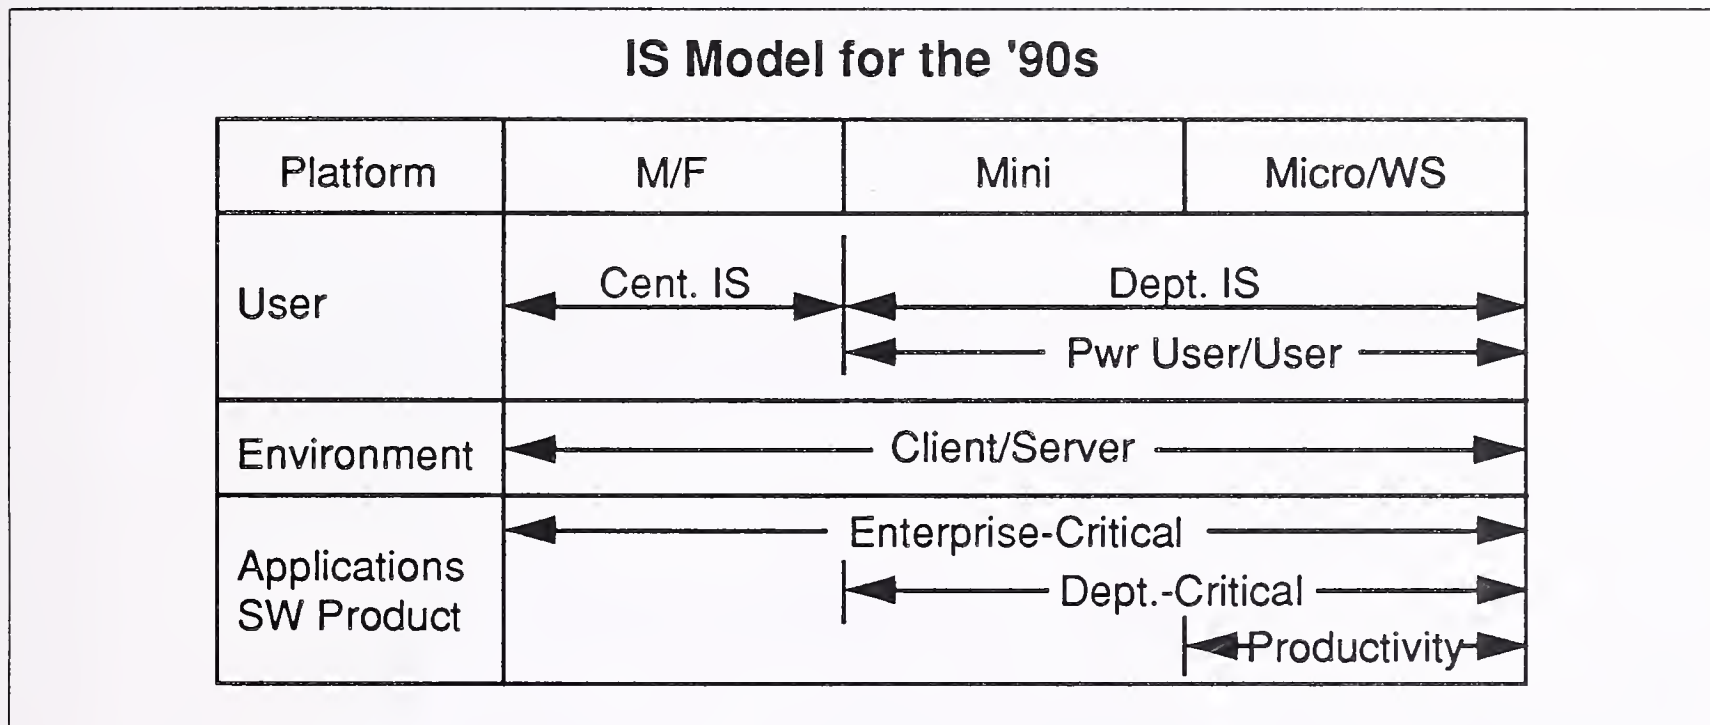 IS Model for the '90s
Platform M/F Mini Micro/WS
User
Cent. IS Dept. IS
Pwr User/User
Environment Client/Server
Applications
SW Product
Enterprise-Critical
Dept.-Critical
Productivity